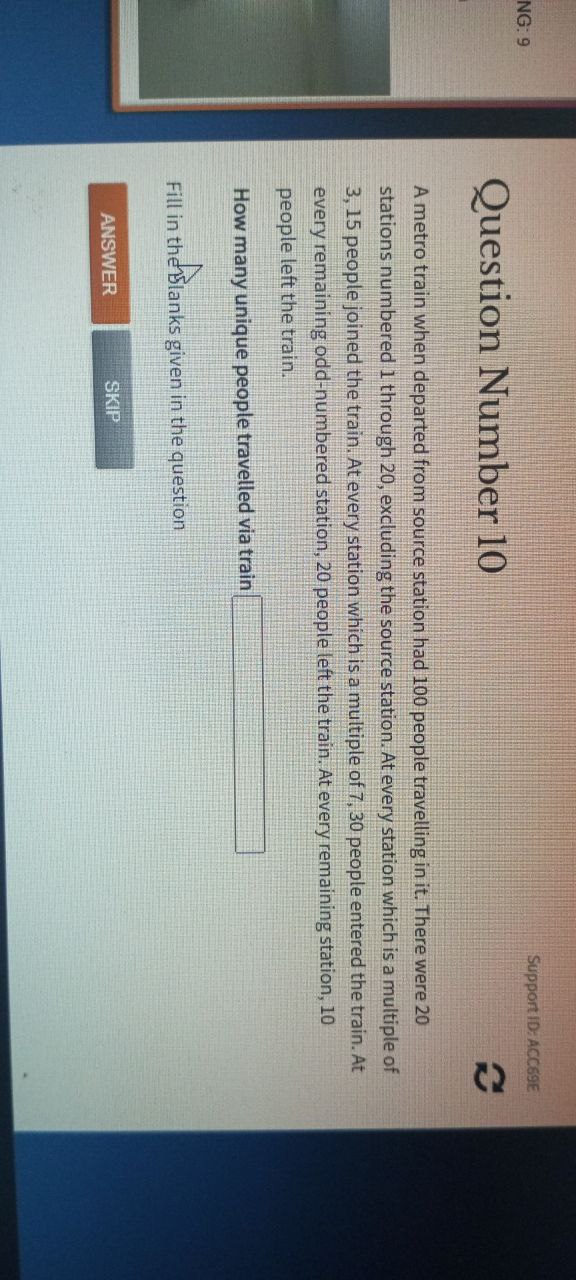 NG: 9
Support ID: ACC69E
Question Number 10
A metro train when departed from source station had 100 people travelling in it. There were 20
stations numbered 1 through 20, excluding the source station. At every station which is a multiple of
3, 15 people joined the train. At every station which is a multiple of 7, 30 people entered the train. At
every remaining odd-numbered station, 20 people left the train. At every remaining station, 10
people left the train.
How many unique people travelled via train
Fill in the blanks given in the question
ANSWER SKIP